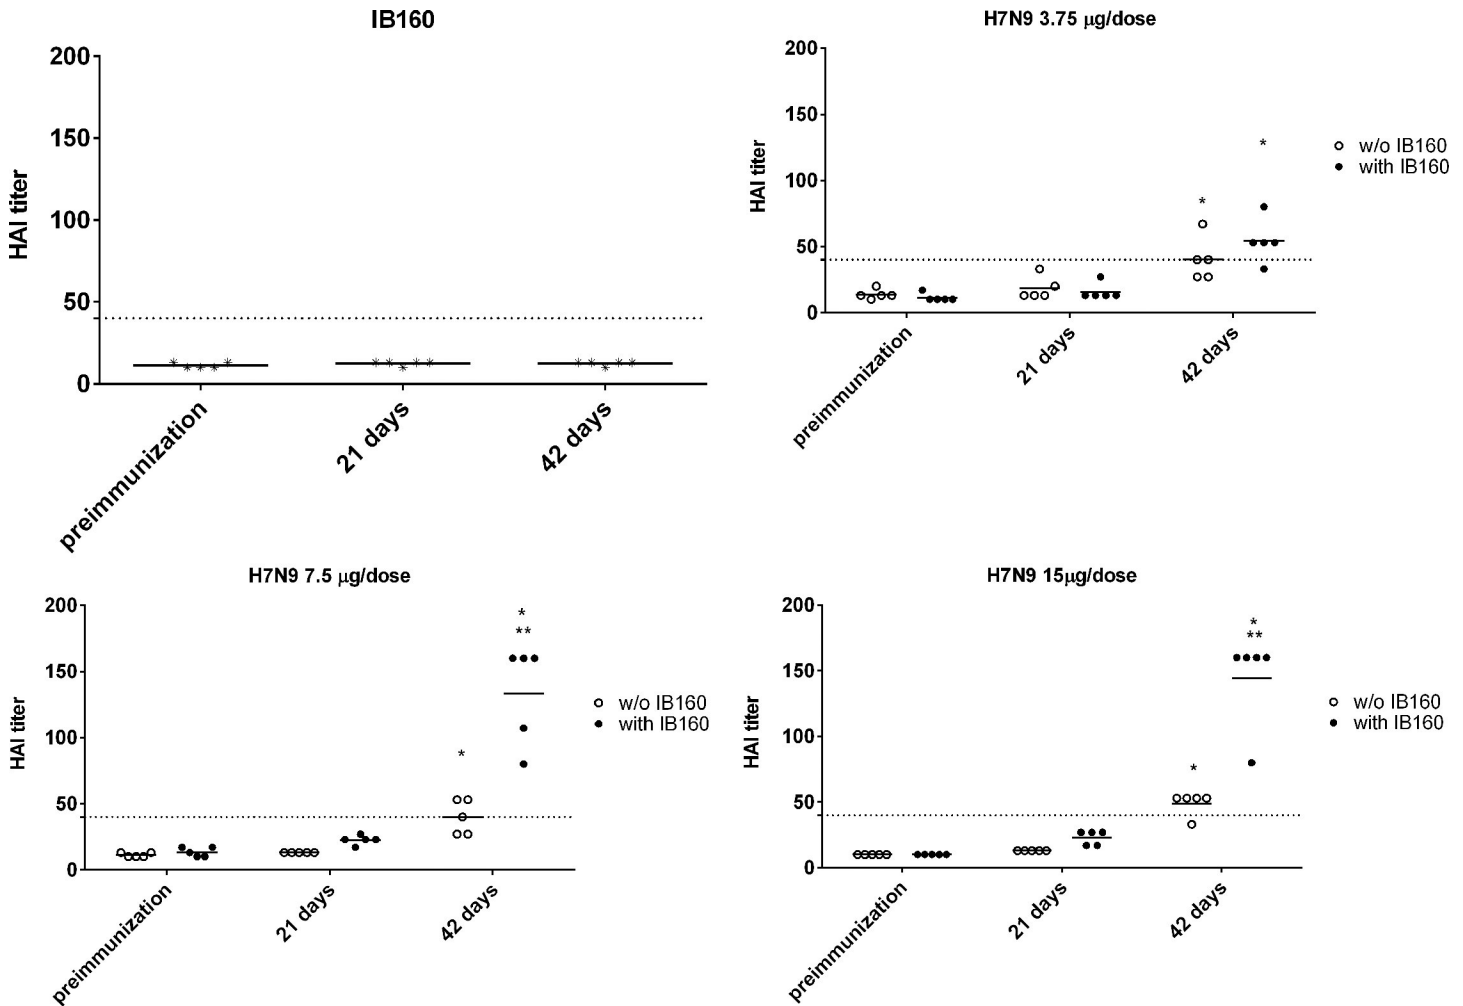 IB160
200
150
100
50
0
HAI titer
preimmunization
21 days
42 days
H7N9 3.75 μg/dose
200
150
100
50
0
HAI titer
*
*
w/o IB160
with IB160
preimmunization
21 days
42 days
H7N9 7.5 μg/dose
200
150
100
50
0
HAI titer
*
*
**
w/o IB160
with IB160
preimmunization
21 days
42 days
H7N9 15μg/dose
200
150
100
50
0
HAI titer
*
*
**
w/o IB160
with IB160
preimmunization
21 days
42 days